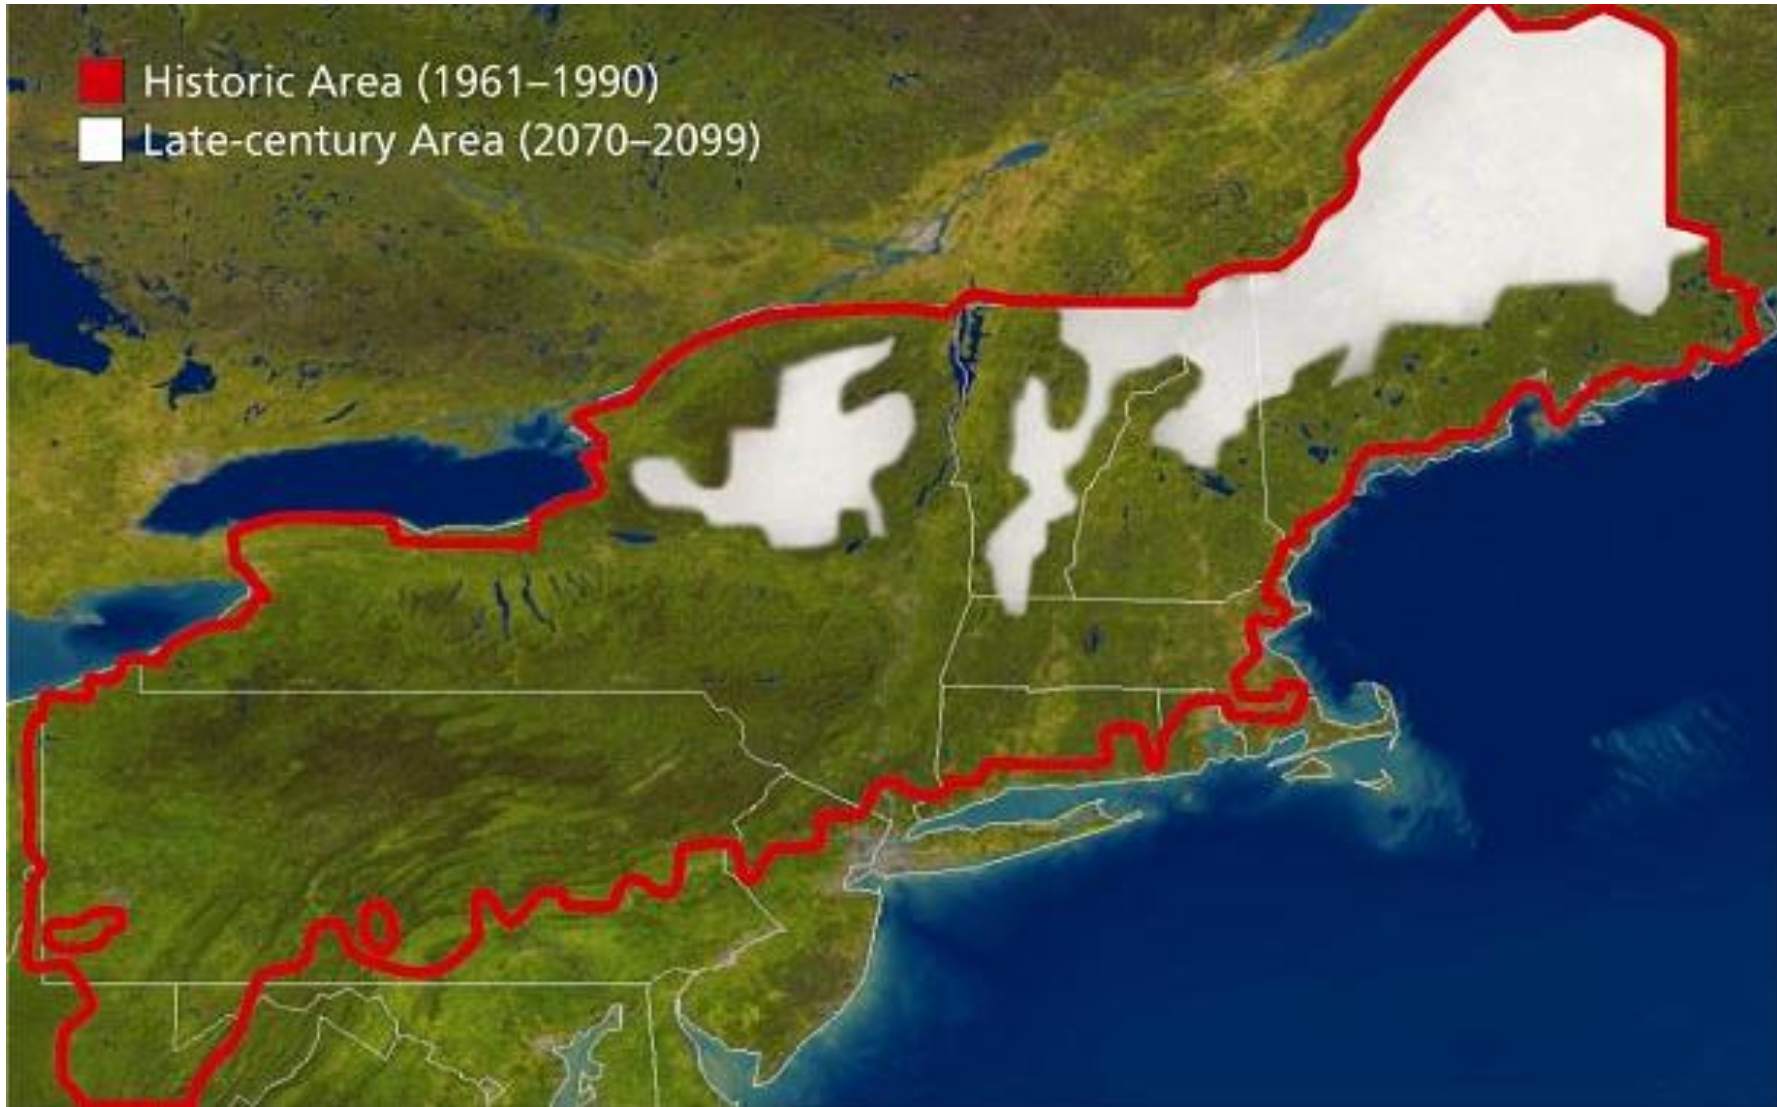 Historic Area (1961–1990)
Late-century Area (2070–2099)